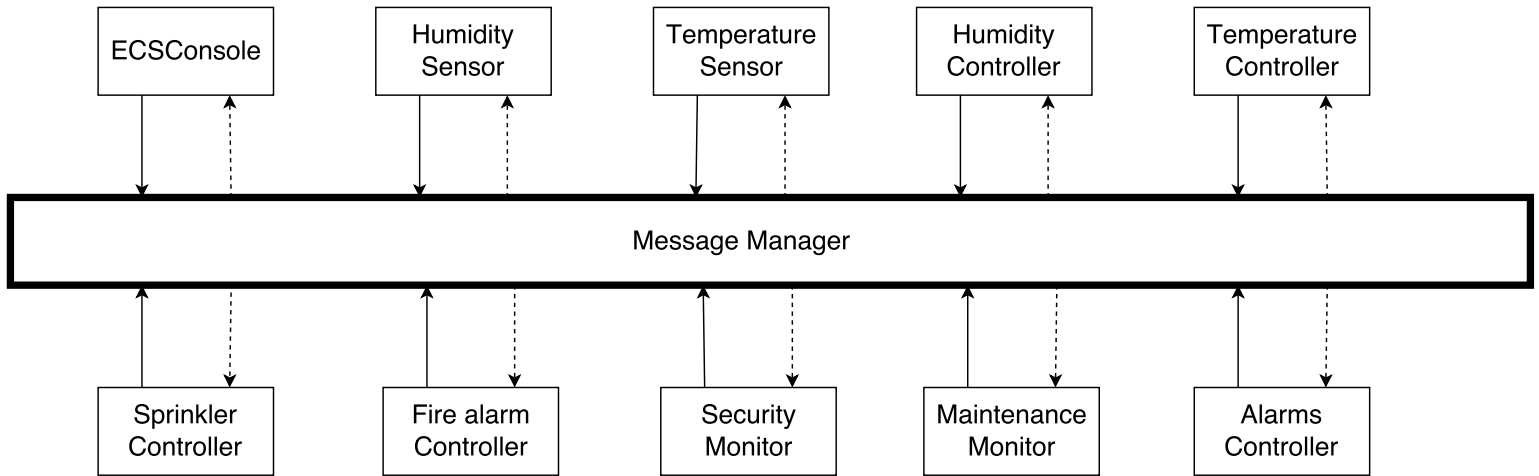 ECSConsole
Humidity
Sensor
Temperature
Sensor
Humidity
Controller
Temperature
Controller
Message Manager
Sprinkler
Controller
Fire alarm
Controller
Security
Monitor
Maintenance
Monitor
Alarms
Controller